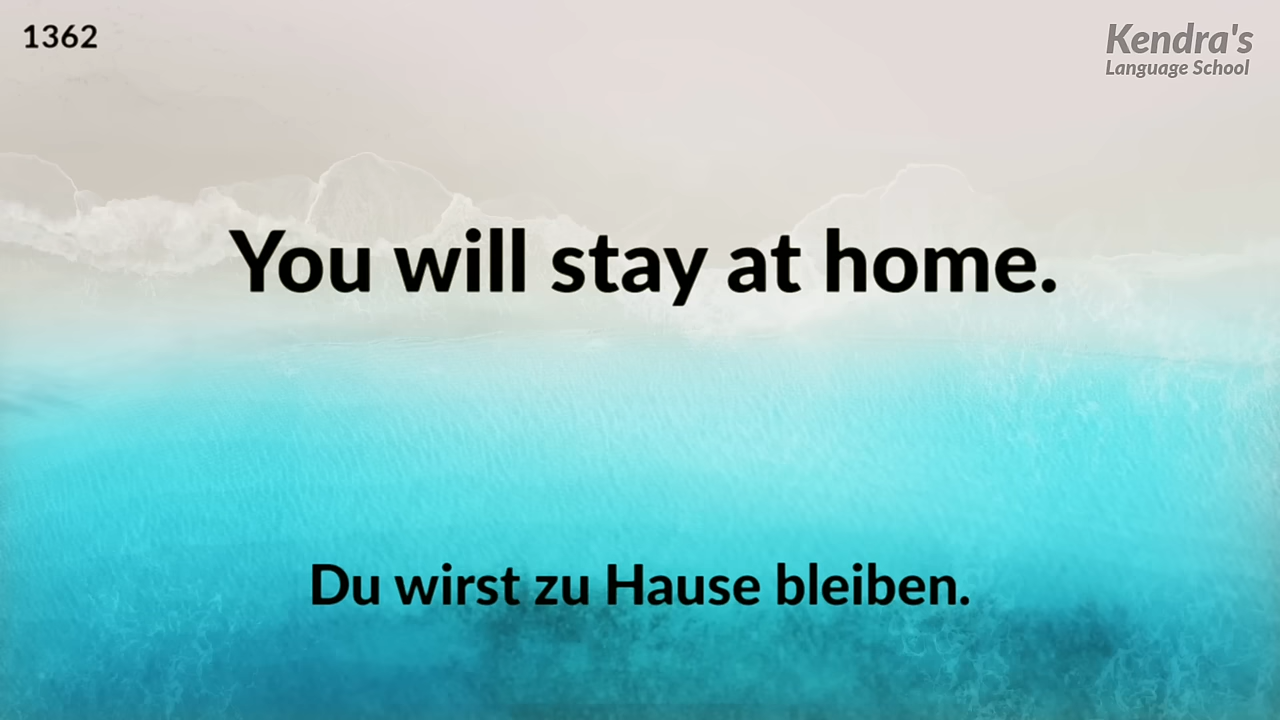 1362
Kendra's
Language School
You will stay at home.
Du wirst zu Hause bleiben.